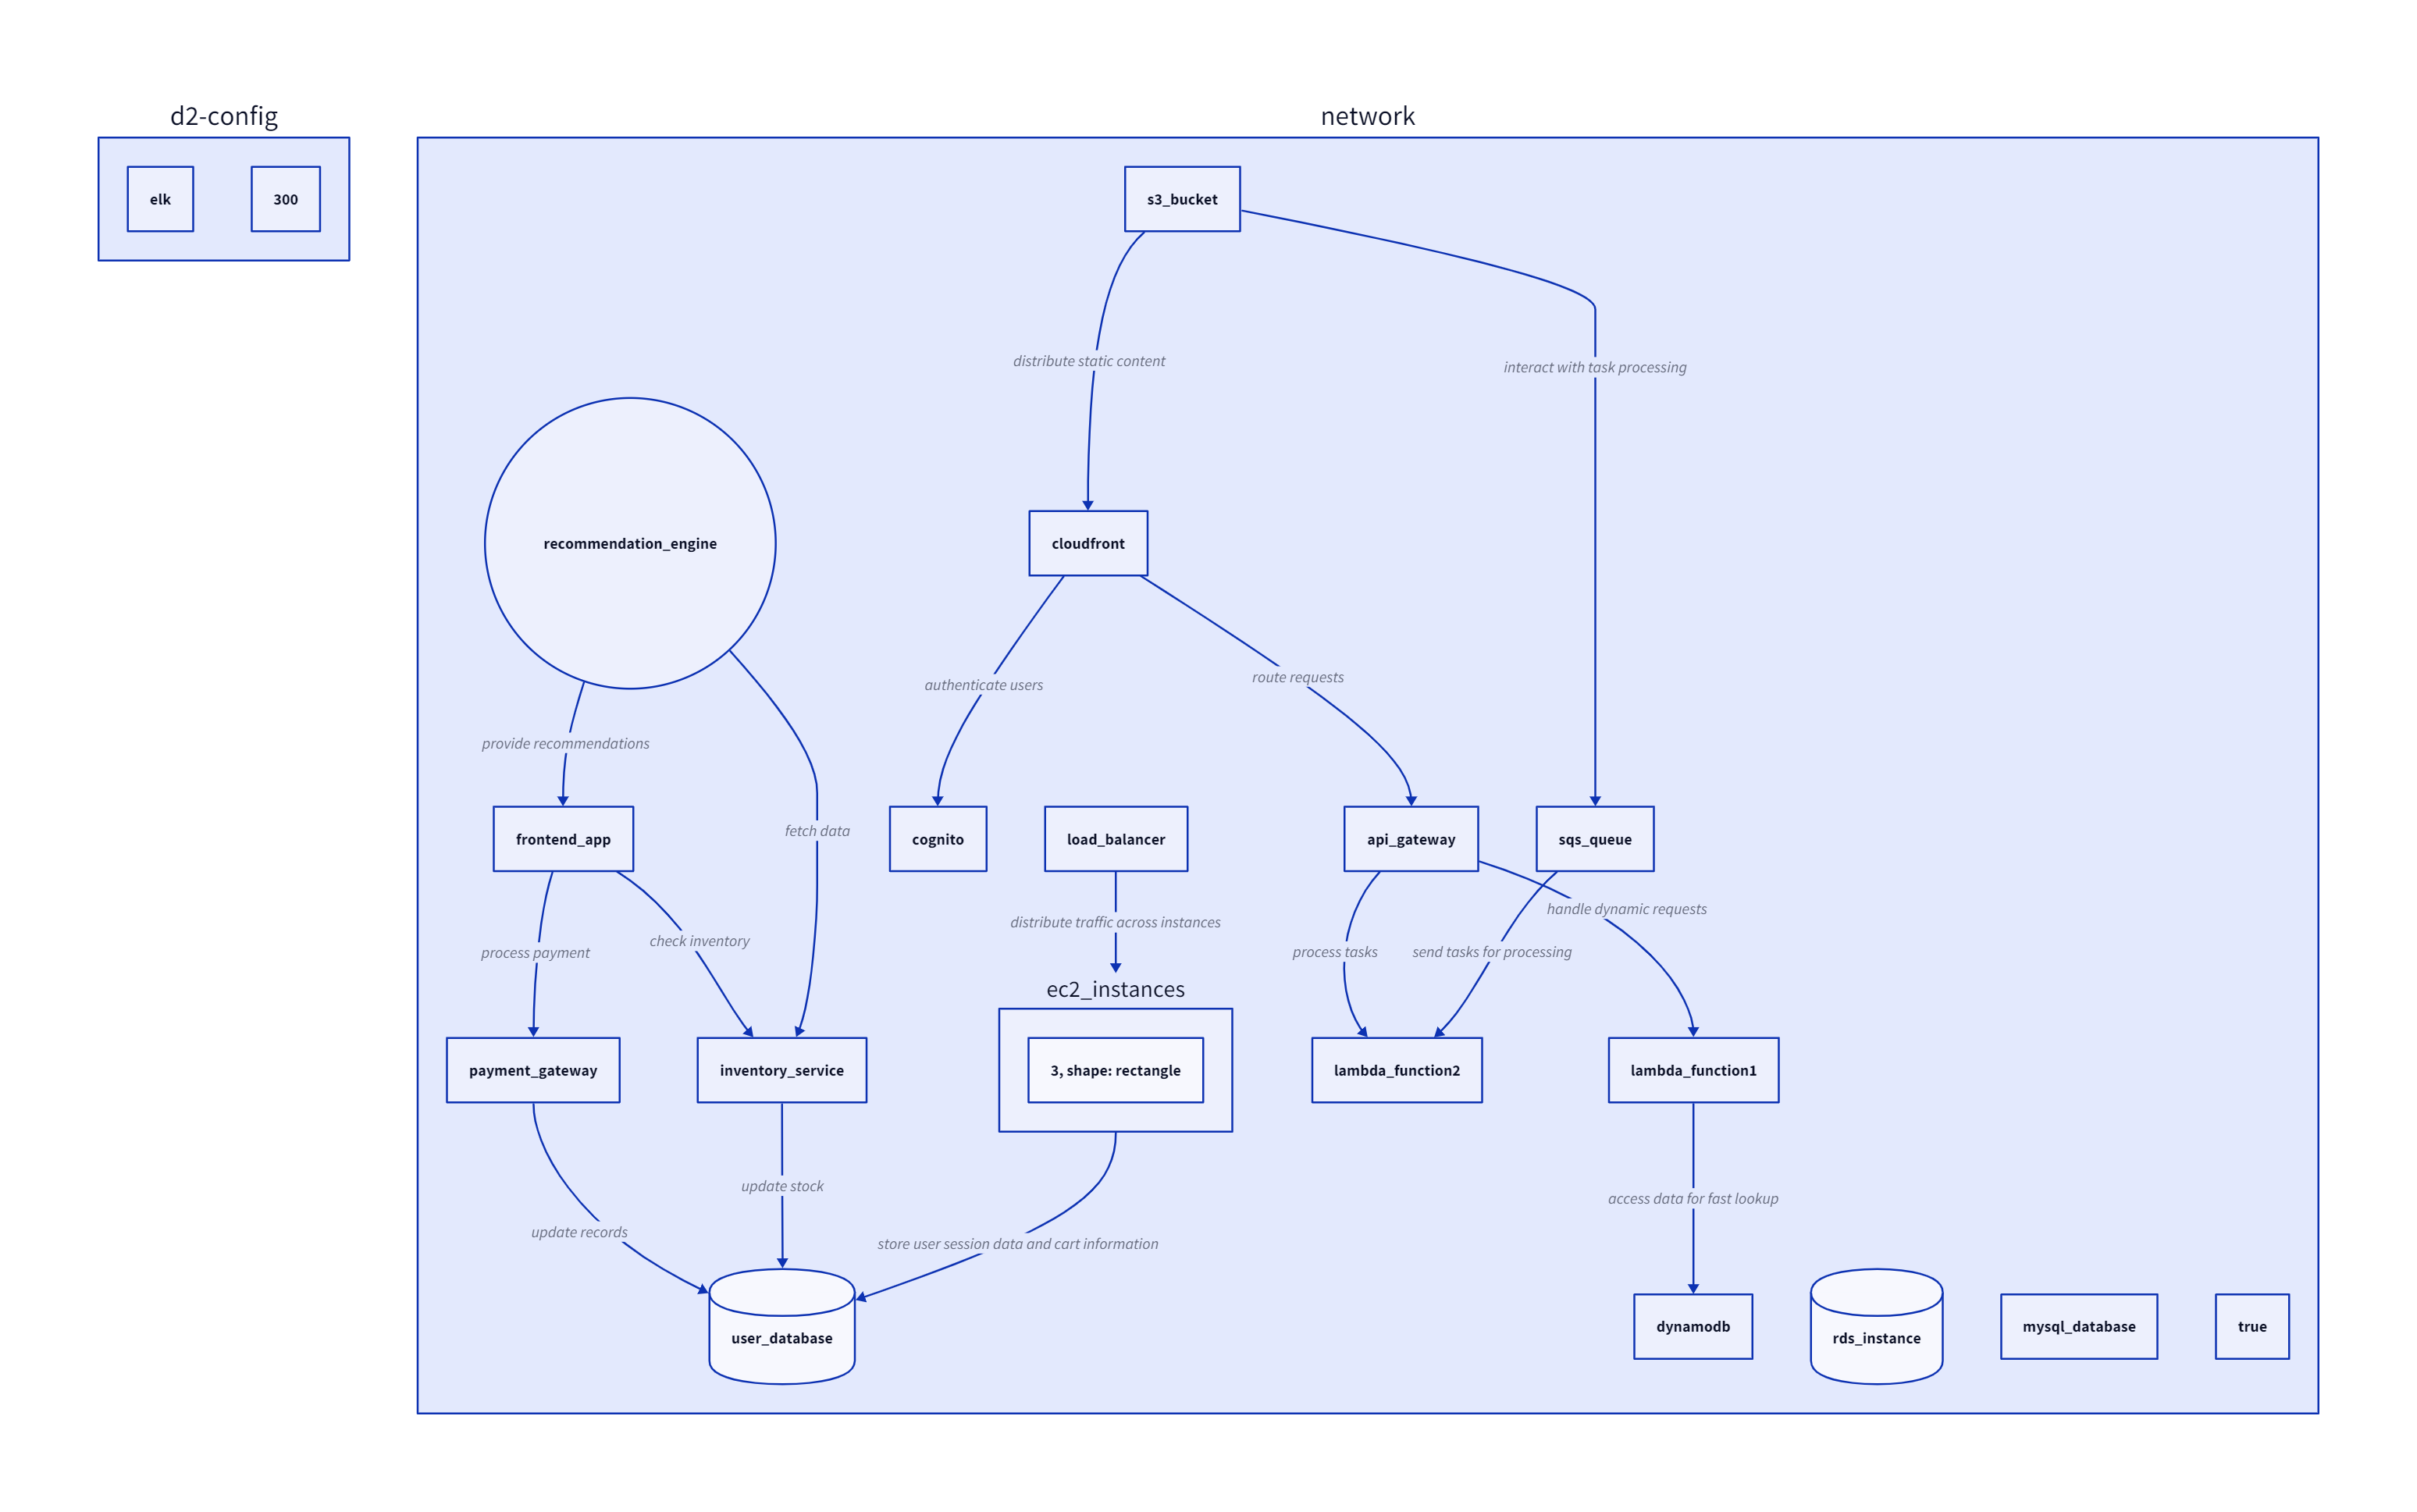 d2-config
network
elk
300
s3_bucket
distribute static content
interact with task processing
recommendation_engine
cloudfront
authenticate users
route requests
provide recommendations
fetch data
frontend_app
cognito
load_balancer
api_gateway
sqs_queue
handle dynamic requests
distribute traffic across instances
check inventory
process payment
process tasks
send tasks for processing
ec2_instances
payment_gateway
inventory_service
3, shape: rectangle
lambda_function2
lambda_function1
update stock
access data for fast lookup
update records
store user session data and cart information
user_database
dynamodb
rds_instance
mysql_database
true